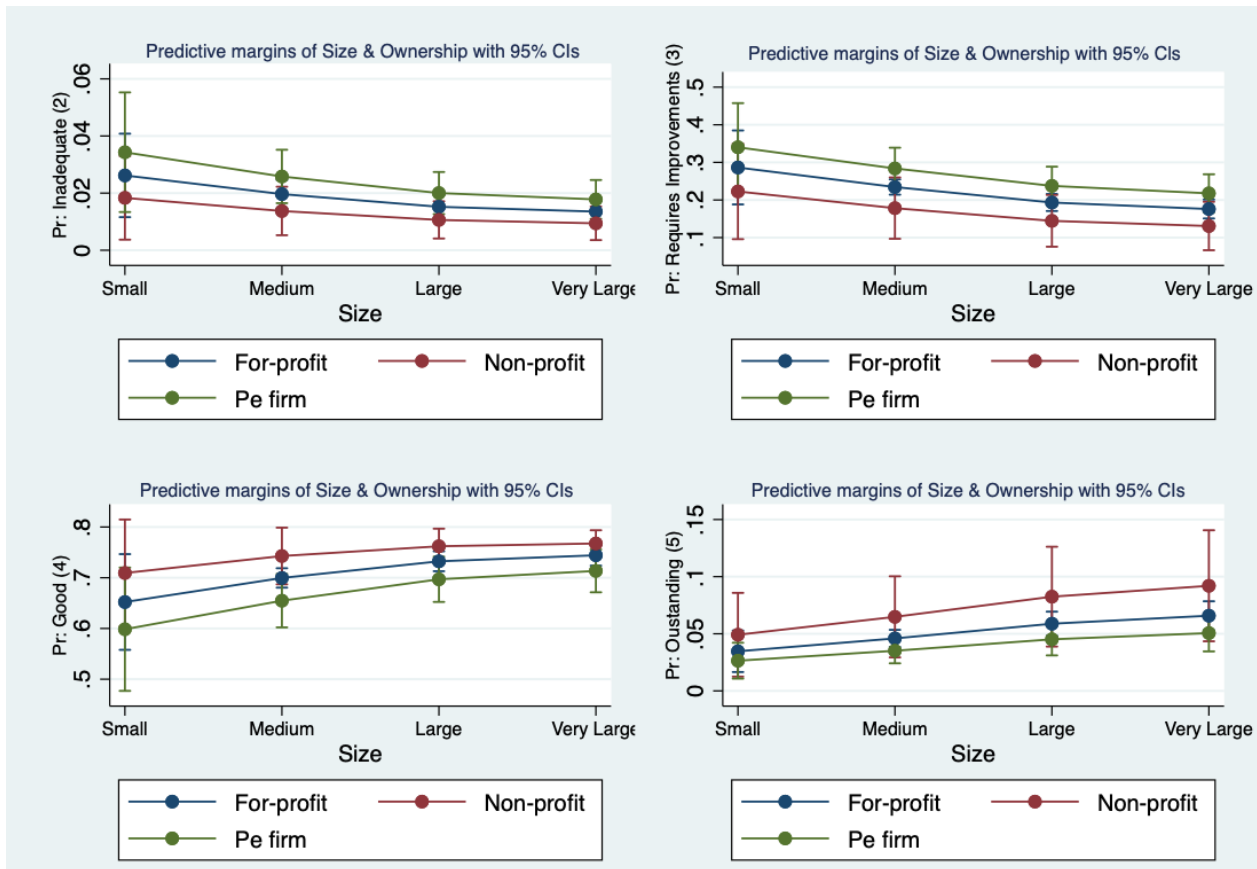 Predictive margins of Size & Ownership with 95% CIs
Pr: Inadequate (2)
.06
.04
.02
0
Small Medium Large Very Large
Size
For-profit Non-profit
Pe firm
Predictive margins of Size & Ownership with 95% CIs
Pr: Requires Improvements (3)
.5
.4
.3
.2
.1
Small Medium Large Very Large
Size
For-profit Non-profit
Pe firm
Predictive margins of Size & Ownership with 95% CIs
Pr: Good (4)
.8
.7
.6
.5
Small Medium Large Very Large
Size
For-profit Non-profit
Pe firm
Predictive margins of Size & Ownership with 95% CIs
Pr: Oustanding (5)
.15
.1
.05
0
Small Medium Large Very Large
Size
For-profit Non-profit
Pe firm